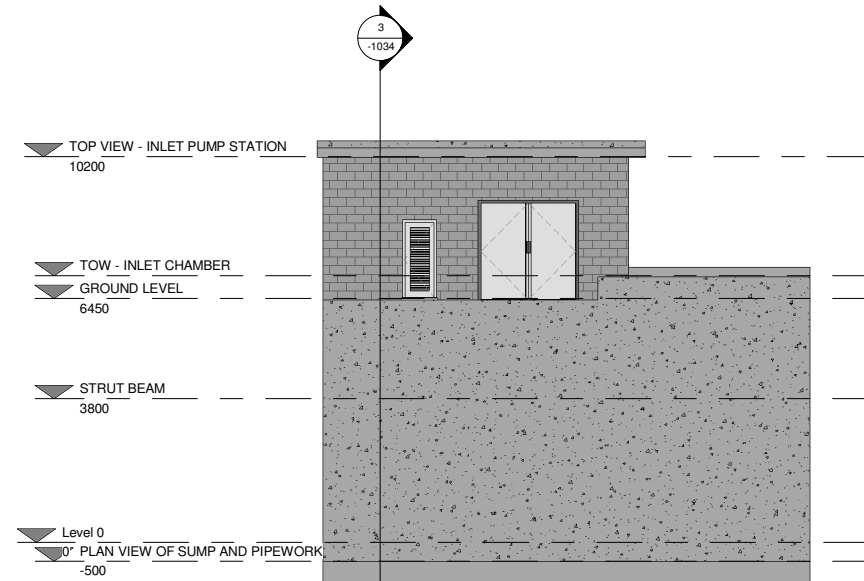 3
-1034
TOP VIEW - INLET PUMP STATION
10200
TOW - INLET CHAMBER
GROUND LEVEL
6450
STRUT BEAM
3800
Level 0
0
PLAN VIEW OF SUMP AND PIPEWORK
-500